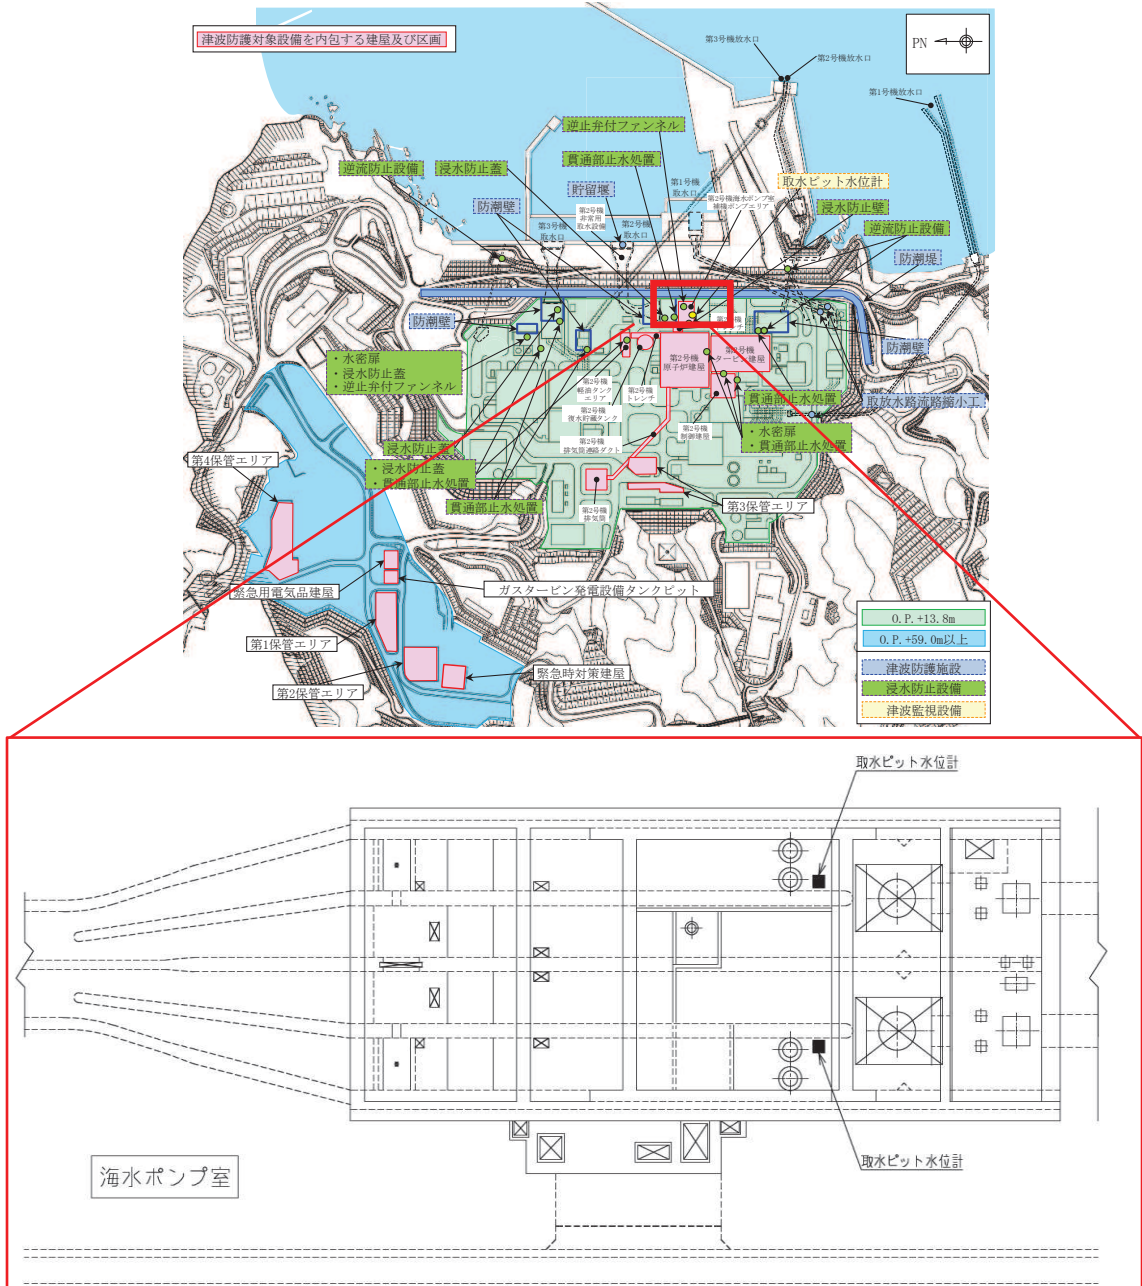 津波防護対象設備を内包する建屋及び区画
PN
第3号機放水口
第2号機放水口
第1号機放水口
逆止弁付ファンネル
貫通部止水処置
逆流防止設備
浸水防止蓋
第1号機
取水口
取水ピット水位計
防潮壁
貯留堰
第2号機海水ポンプ室
補機ポンプエリア
浸水防止壁
第2号機
非常用
取水設備
第3号機
取水口
第2号機
取水口
逆流防止設備
防潮堤
防潮壁
防潮壁
・水密扉
・浸水防止蓋
・逆止弁付ファンネル
第2号機
原子炉建屋
第2号機
タービン建屋
第2号機
軽油タンク
エリア
第2号機
トレンチ
貫通部止水処置
取放水路流路縮小工
第2号機
復水貯蔵タンク
第2号機
制御建屋
・水密扉
・貫通部止水処置
浸水防止蓋
第2号機
排気筒連絡ダクト
・浸水防止蓋
・貫通部止水処置
第4保管エリア
貫通部止水処置
第2号機
排気筒
第3保管エリア
緊急用電気品建屋
ガスタービン発電設備タンクピット
第1保管エリア
緊急時対策建屋
第2保管エリア
O.P.+13.8m
O.P.+59.0m以上
津波防護施設
浸水防止設備
津波監視設備
取水ピット水位計
取水ピット水位計
海水ポンプ室